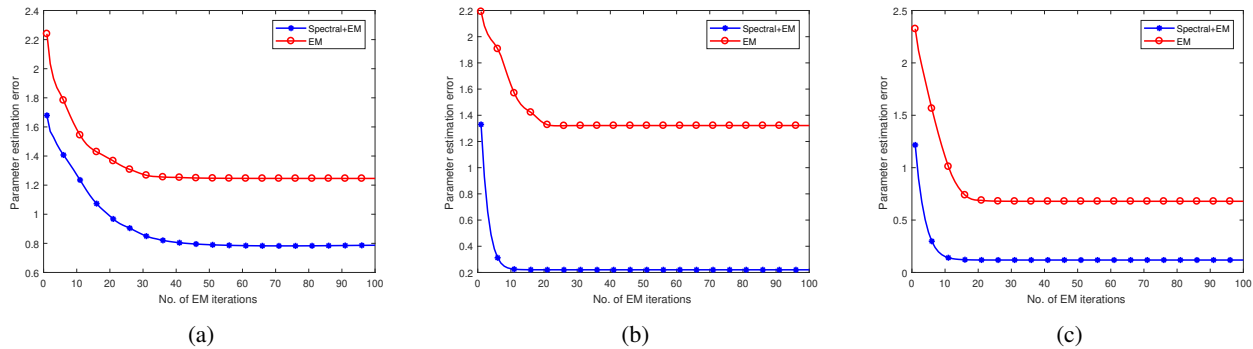 2.4
2.2
2
1.8
1.6
1.4
1.2
1
0.8
0.6
0 10 20 30 40 50 60 70 80 90 100
No. of EM iterations
Parameter estimation error
Spectral+EM
EM
(a)
2.2
2
1.8
1.6
1.4
1.2
1
0.8
0.6
0.4
0.2
0 10 20 30 40 50 60 70 80 90 100
No. of EM iterations
Parameter estimation error
Spectral+EM
EM
(b)
2.5
2
1.5
1
0.5
0
0 10 20 30 40 50 60 70 80 90 100
No. of EM iterations
Parameter estimation error
Spectral+EM
EM
(c)